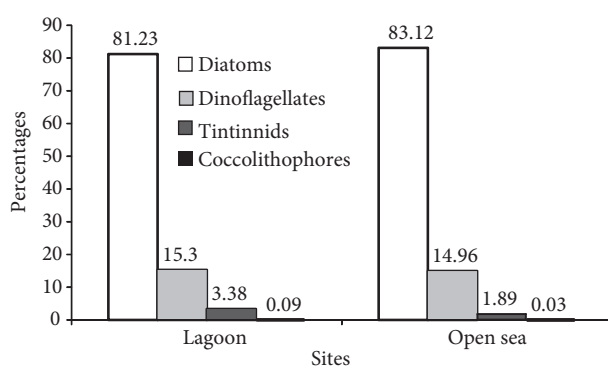 90
80
70
60
50
40
30
20
10
0
Percentages
81.23
15.3
3.38
0.09
83.12
14.96
1.89
0.03
Diatoms
Dinoflagellates
Tintinnids
Coccolithophores
Lagoon
Open sea
Sites